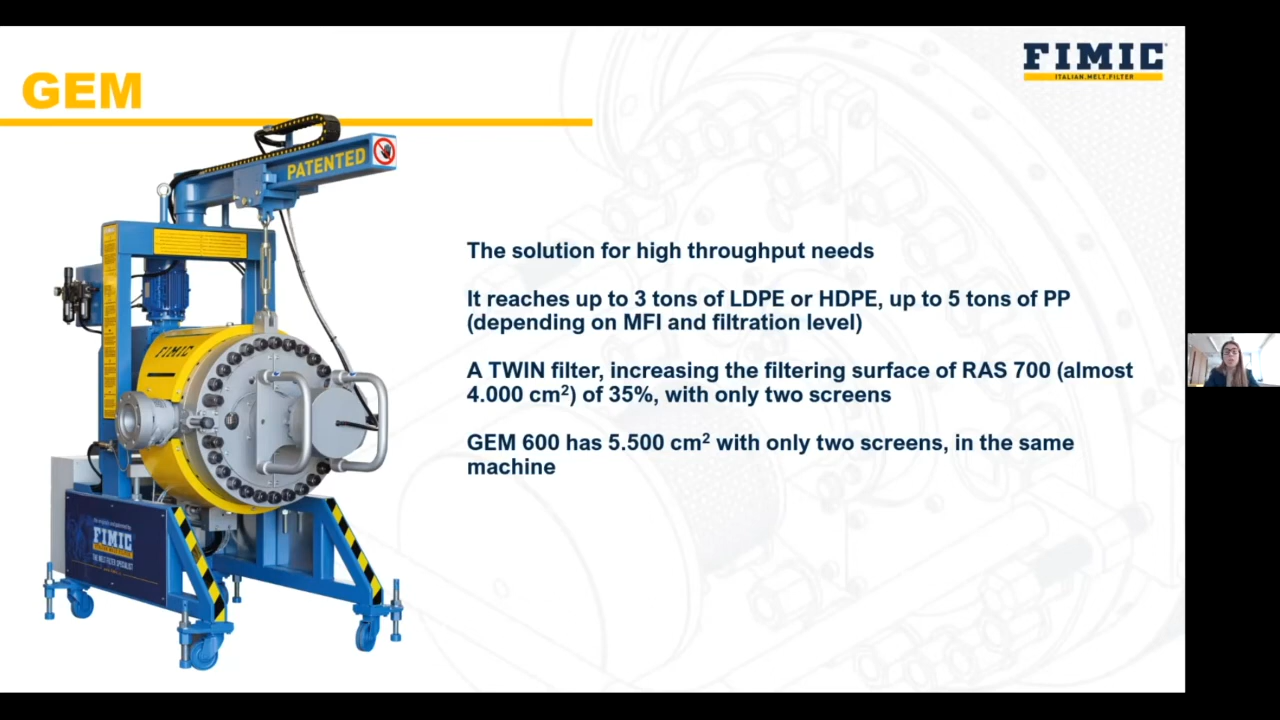 GEM
FIMIC
ITALIAN.MELT.FILTER
PATENTED
The solution for high throughput needs
It reaches up to 3 tons of LDPE or HDPE, up to 5 tons of PP
(depending on MFI and filtration level)
A TWIN filter, increasing the filtering surface of RAS 700 (almost
4.000 cm²) of 35%, with only two screens
GEM 600 has 5.500 cm² with only two screens, in the same
machine
FIMIC
FIMIC
THE MELT FILTER SPECIALIST